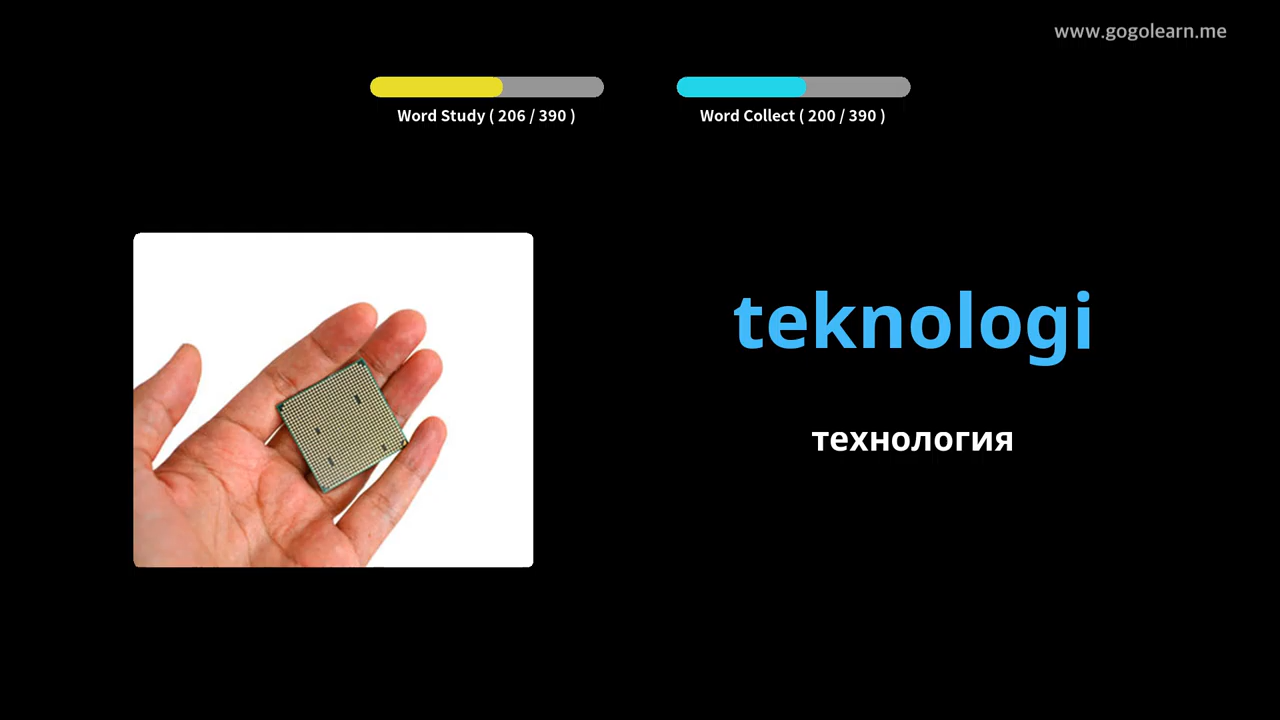 www.gogolearn.me
Word Study ( 206 / 390 )
Word Collect ( 200 / 390 )
teknologi
технология